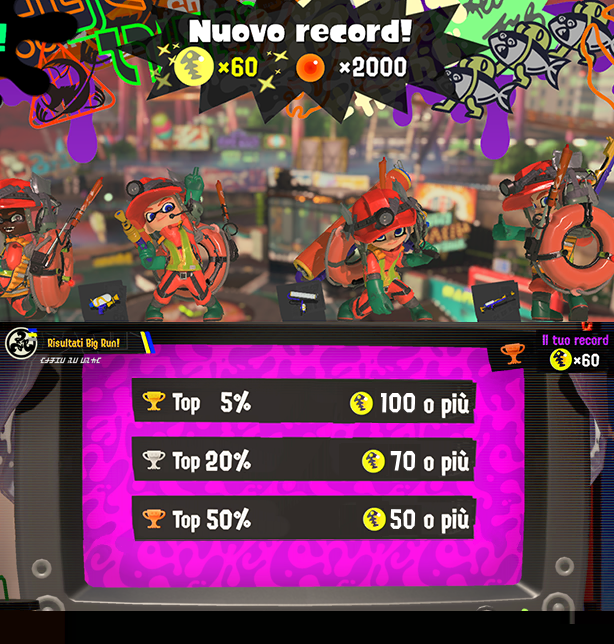 Nuovo record!
×60 ×2000
Risultati Big Run!
Il tuo record
×60
Top 5% 100 o più
Top 20% 70 o più
Top 50% 50 o più